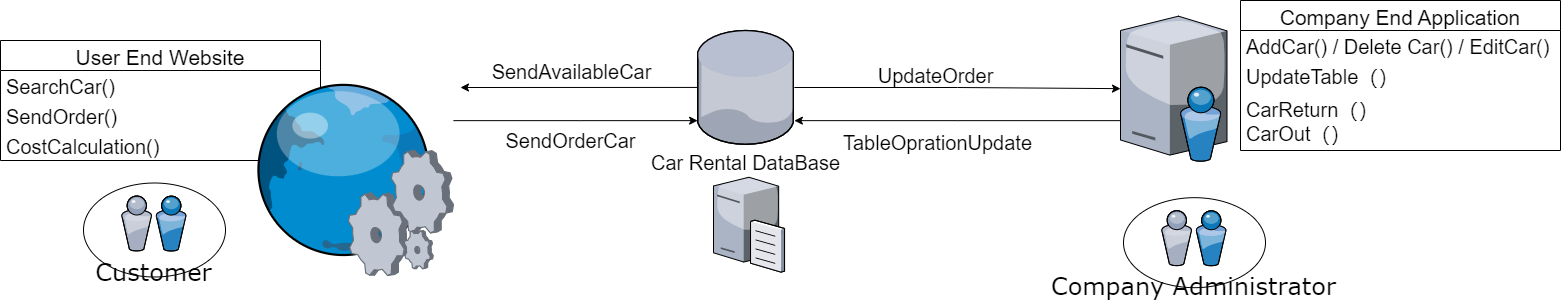 User End Website
SearchCar()
SendOrder()
CostCalculation()
Customer
SendAvailableCar
SendOrderCar
Car Rental DataBase
UpdateOrder
TableOprationUpdate
Company End Application
AddCar() / Delete Car() / EditCar()
UpdateTable ()
CarReturn ()
CarOut ()
Company Administrator